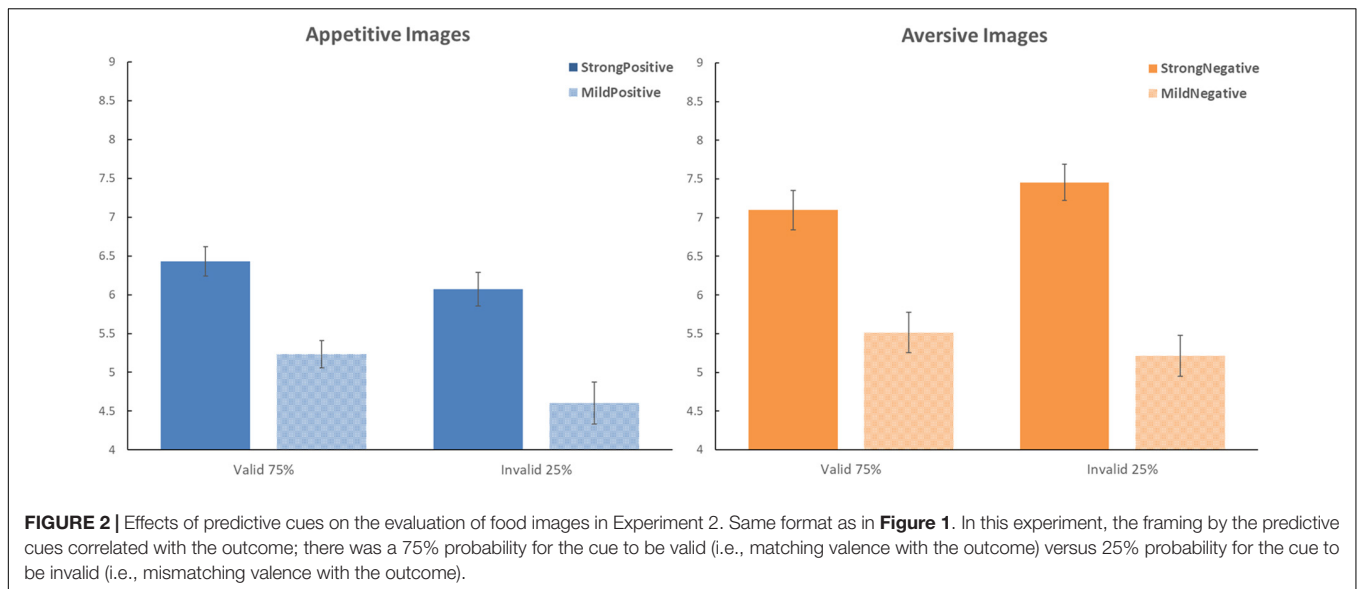 Appetitive Images
StrongPositive
MildPositive
9
8.5
8
7.5
7
6.5
6
5.5
5
4.5
4
Valid 75%
Invalid 25%
Aversive Images
StrongNegative
MildNegative
9
8.5
8
7.5
7
6.5
6
5.5
5
4.5
4
Valid 75%
Invalid 25%
FIGURE 2 | Effects of predictive cues on the evaluation of food images in Experiment 2. Same format as in Figure 1. In this experiment, the framing by the predictive
cues correlated with the outcome; there was a 75% probability for the cue to be valid (i.e., matching valence with the outcome) versus 25% probability for the cue to
be invalid (i.e., mismatching valence with the outcome).